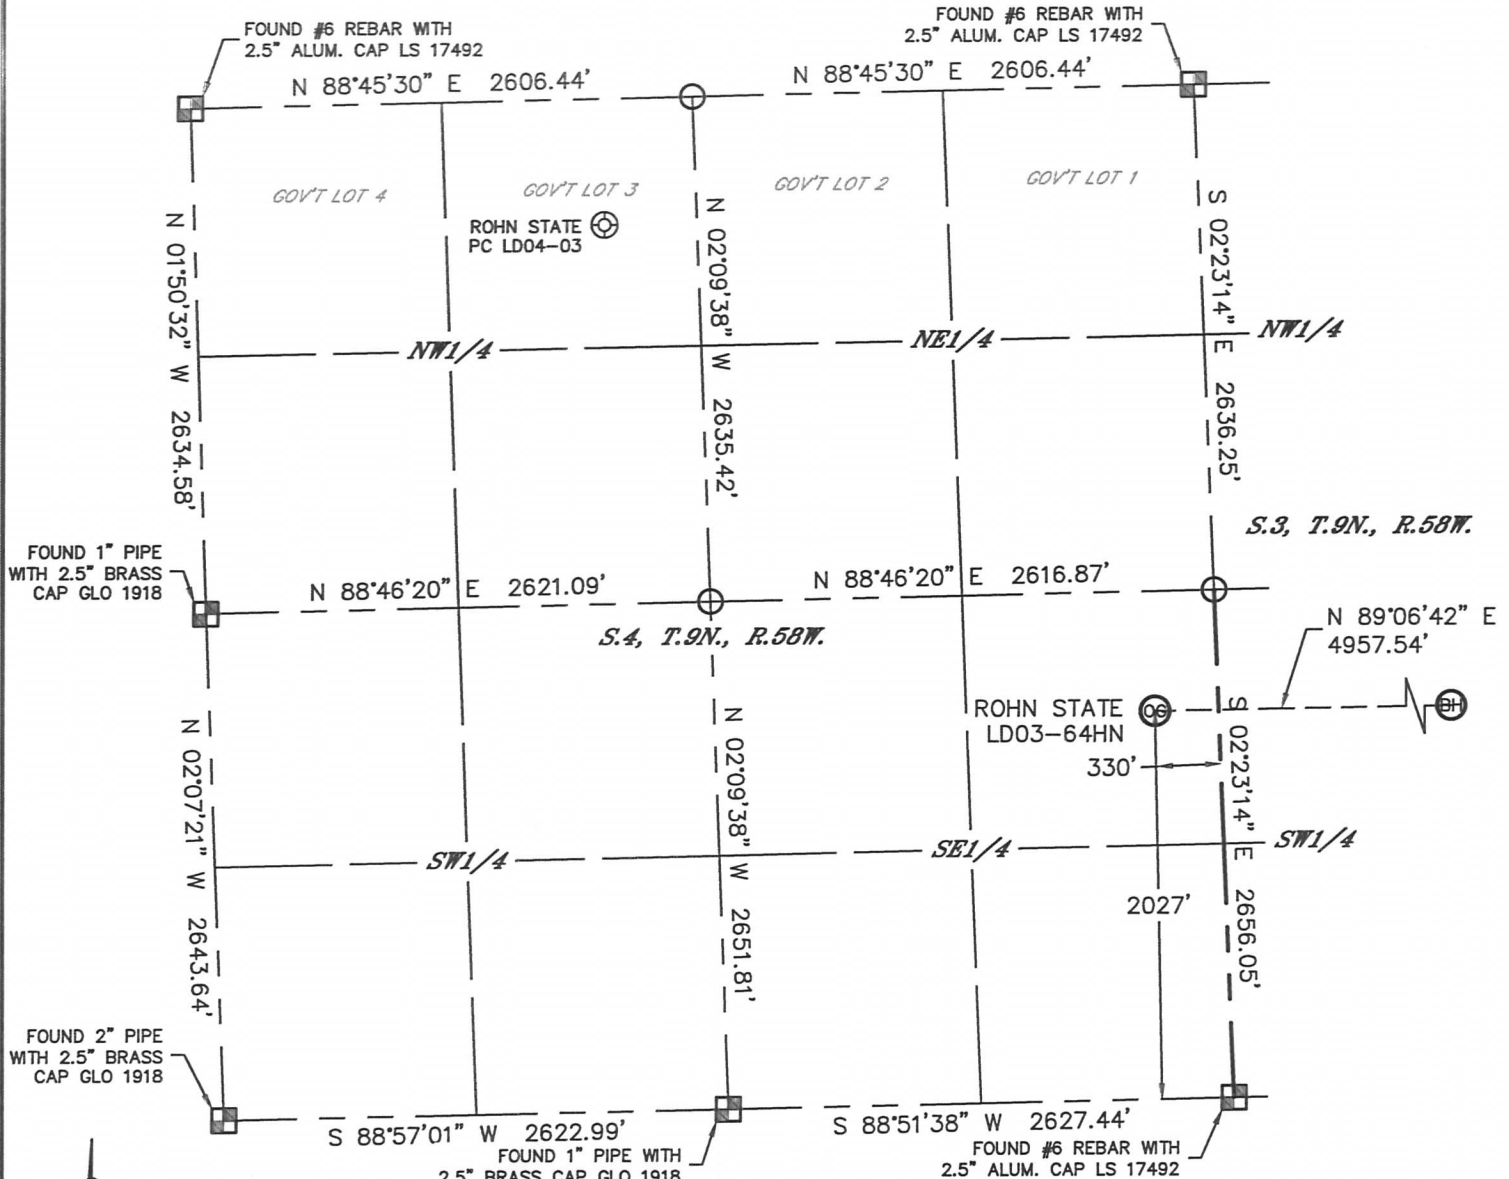 FOUND #6 REBAR WITH
2.5" ALUM. CAP LS 17492
FOUND #6 REBAR WITH
2.5" ALUM. CAP LS 17492
N 88°45'30" E 2606.44'
N 88°45'30" E 2606.44'
GOV'T LOT 4
GOV'T LOT 3
GOV'T LOT 2
GOV'T LOT 1
ROHN STATE
PC LD04-03
N 01°50'32" W 2634.58'
N 02°09'38" W 2635.42'
S 02°23'14" E 2636.25'
NW1/4
NE1/4
NW1/4
S.3, T.9N., R.58W.
FOUND 1" PIPE
WITH 2.5" BRASS
CAP GLO 1918
N 88°46'20" E 2621.09'
N 88°46'20" E 2616.87'
S.4, T.9N., R.58W.
N 89°06'42" E
4957.54'
ROHN STATE
LD03-64HN
OG
BH
330'
N 02°07'21" W 2643.64'
N 02°09'38" W 2651.81'
S 02°23'14" E 2656.05'
SW1/4
SE1/4
SW1/4
2027'
FOUND 2" PIPE
WITH 2.5" BRASS
CAP GLO 1918
S 88°57'01" W 2622.99'
S 88°51'38" W 2627.44'
FOUND 1" PIPE WITH
2.5" BRASS CAP GLO 1918
FOUND #6 REBAR WITH
2.5" ALUM. CAP LS 17492